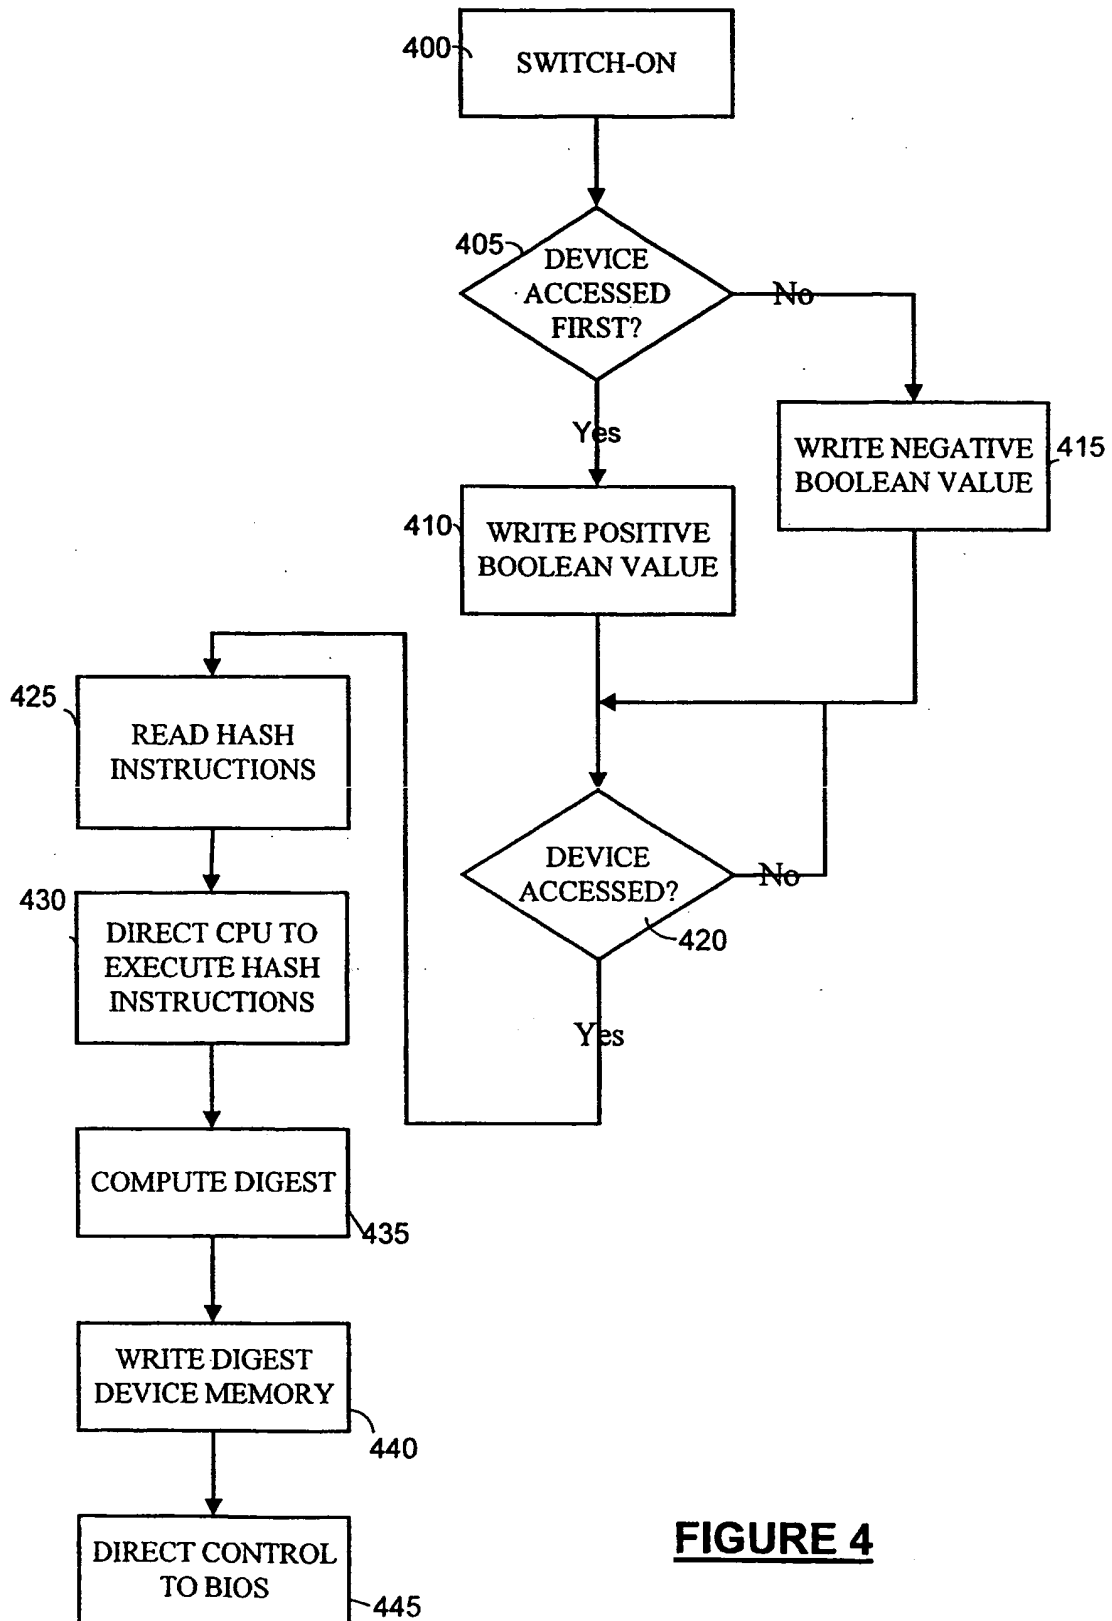 400
SWITCH-ON
405
DEVICE
ACCESSED
FIRST?
No
Yes
WRITE NEGATIVE
BOOLEAN VALUE
415
410
WRITE POSITIVE
BOOLEAN VALUE
425
READ HASH
INSTRUCTIONS
DEVICE
ACCESSED?
No
420
Yes
430
DIRECT CPU TO
EXECUTE HASH
INSTRUCTIONS
COMPUTE DIGEST
435
WRITE DIGEST
DEVICE MEMORY
440
DIRECT CONTROL
TO BIOS
445
FIGURE 4